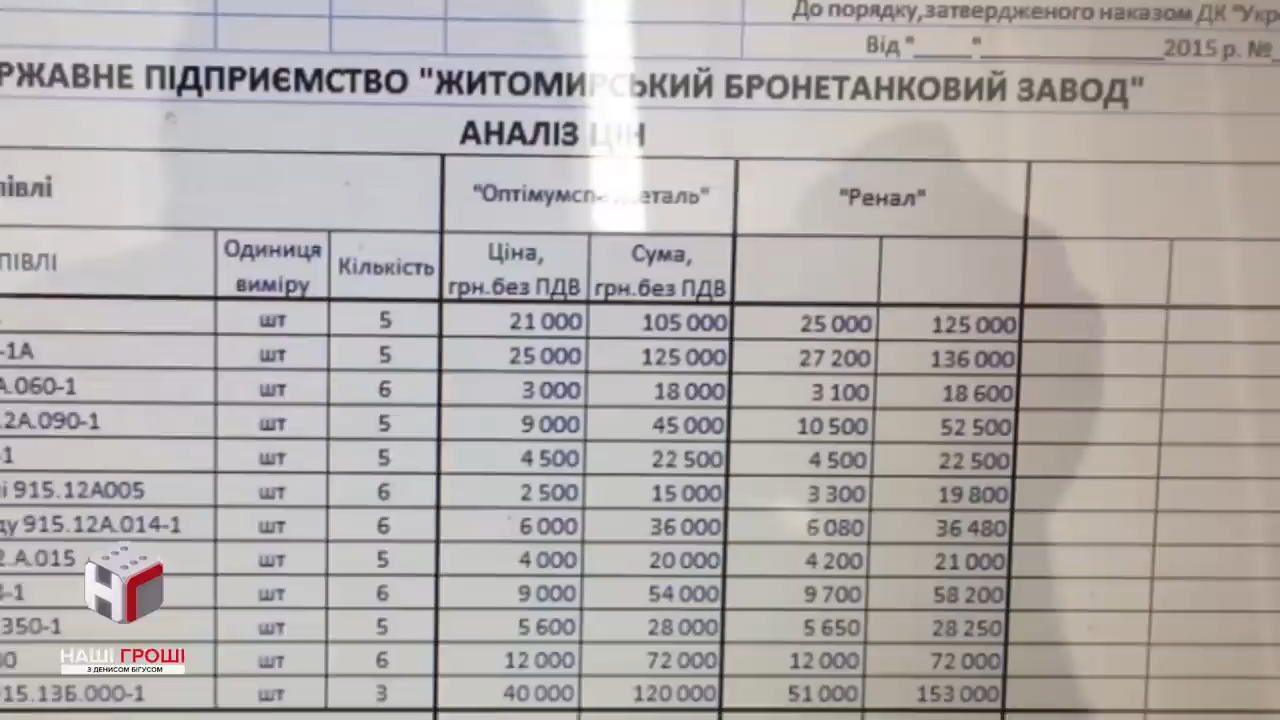 До порядку,затвердженого наказом ДК "Укр
Від "_____" ________________2015 р. №_
РЖАВНЕ ПІДПРИЄМСТВО "ЖИТОМИРСЬКИЙ БРОНЕТАНКОВИЙ ЗАВОД"
АНАЛІЗ ЦІН
півлі "Ренал"
ПІВЛІ Одиниця виміру Кількість Ціна, грн.без ПДВ Сума, грн.без ПДВ
шт 5 21 000 105 000 25 000 125 000
-1А шт 5 25 000 125 000 27 200 136 000
А.060-1 шт 6 3 000 18 000 3 100 18 600
.2А.090-1 шт 5 9 000 45 000 10 500 52 500
-1 шт 5 4 500 22 500 4 500 22 500
і 915.12А005 шт 6 2 500 15 000 3 300 19 800
ду 915.12А.014-1 шт 6 6 000 36 000 6 080 36 480
2.А.015 шт 5 4 000 20 000 4 200 21 000
-1 шт 6 9 000 54 000 9 700 58 200
350-1 шт 5 5 600 28 000 5 650 28 250
00 шт 6 12 000 72 000 12 000 72 000
915.136.000-1 шт 3 40 000 120 000 51 000 153 000
НАШІ ГРОШІ
З ДЕНИСОМ БІГУСОМ